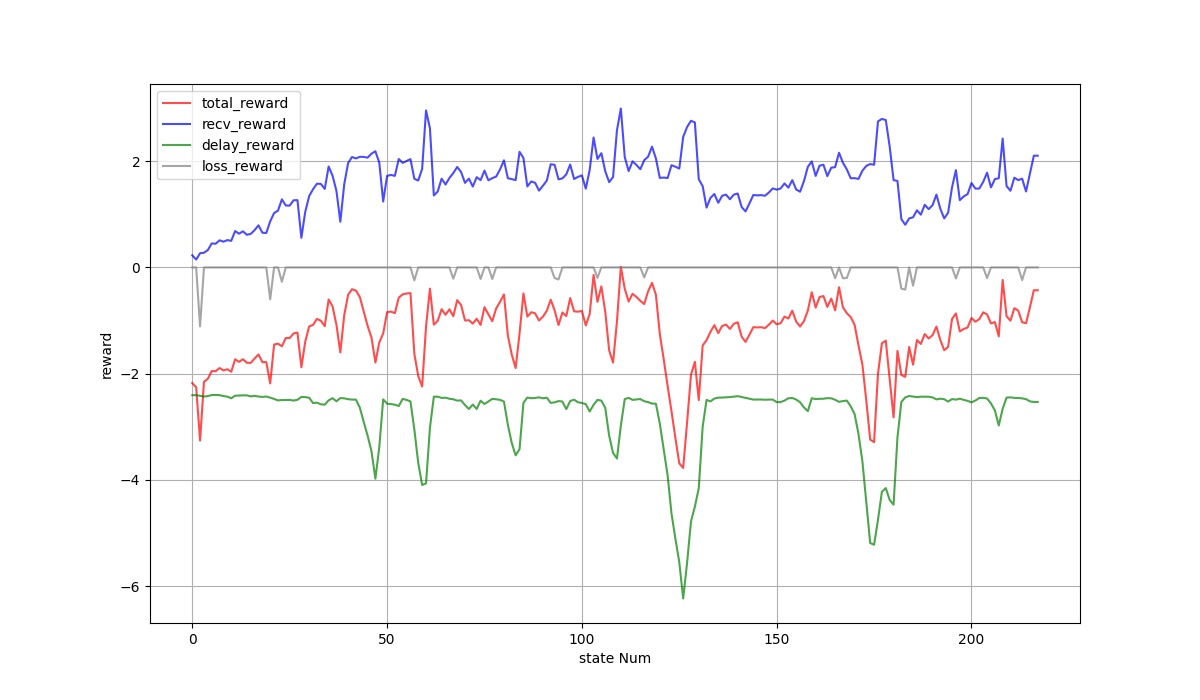 total_reward
recv_reward
delay_reward
loss_reward
2
0
−2
−4
−6
reward
0 50 100 150 200
state Num